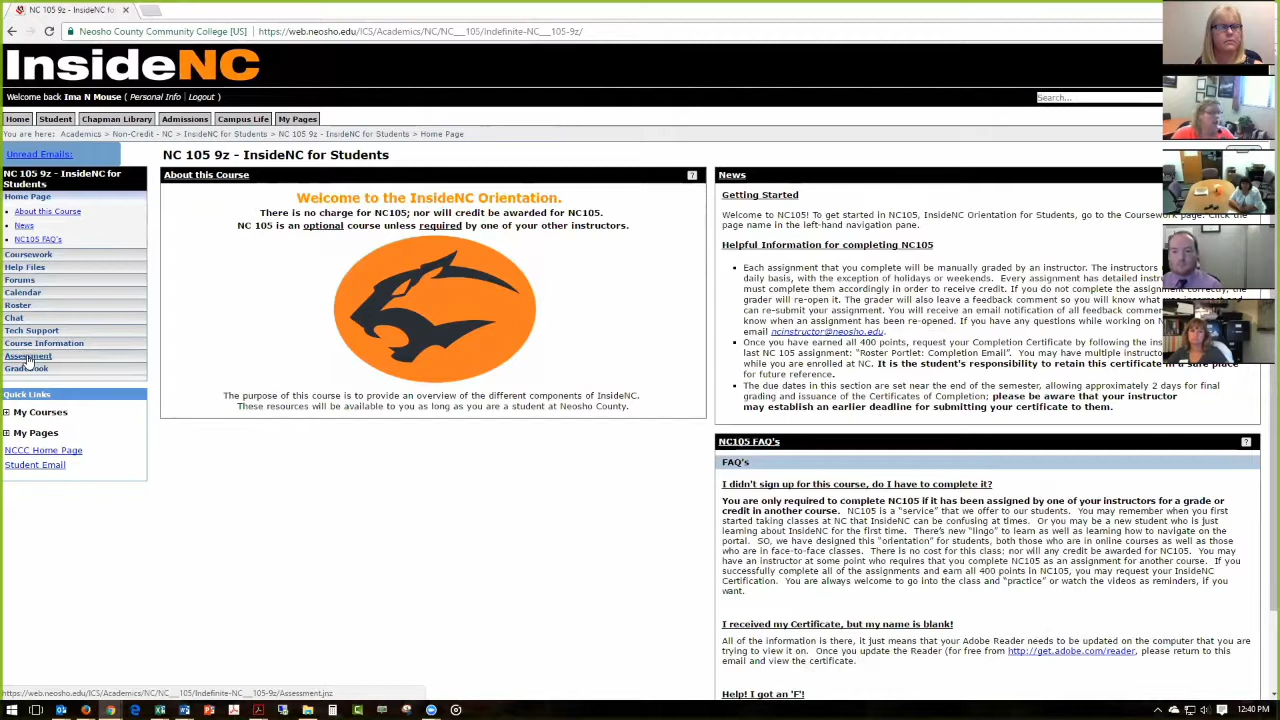 NC 105 9z - InsideNC fo
Neosho County Community College [US]
https://web.neosho.edu/ICS/Academics/NC/NC__105/Indefinite-NC__105-9z/
InsideNC
Welcome back Ima N Mouse ( Personal Info | Logout )
Search...
Home
Student
Chapman Library
Admissions
Campus Life
My Pages
You are here: Academics > Non-Credit - NC > InsideNC for Students > NC 105 9z - InsideNC for Students > Home Page
Unread Emails:
NC 105 9z - InsideNC for
Students
Home Page
About this Course
News
NC105 FAQ's
Coursework
Help Files
Forums
Calendar
Roster
Chat
Tech Support
Course Information
Assessment
Gradebook
Quick Links
My Courses
My Pages
NCCC Home Page
Student Email
NC 105 9z - InsideNC for Students
About this Course
?
Welcome to the InsideNC Orientation.
There is no charge for NC105; nor will credit be awarded for NC105.
NC 105 is an optional course unless required by one of your other instructors.
The purpose of this course is to provide an overview of the different components of InsideNC.
These resources will be available to you as long as you are a student at Neosho County.
News
Getting Started
Welcome to NC105! To get started in NC105, InsideNC Orientation for Students, go to the Coursework page. Click the
page name in the left-hand navigation pane.
Helpful Information for completing NC105
Each assignment that you complete will be manually graded by an instructor. The instructors
daily basis, with the exception of holidays or weekends. Every assignment has detailed instr
must complete them accordingly in order to receive credit. If you do not complete the assignment correctly, the
grader will re-open it. The grader will also leave a feedback comment so you will know what was incorrect and
can re-submit your assignment. You will receive an email notification of all feedback comm
know when an assignment has been re-opened. If you have any questions while working on
email ncinstructor@neosho.edu.
Once you have earned all 400 points, request your Completion Certificate by following the ins
last NC 105 assignment: "Roster Portlet: Completion Email". You may have multiple instructor
while you are enrolled at NC. It is the student's responsibility to retain this certificate in a sure place
for future reference.
The due dates in this section are set near the end of the semester, allowing approximately 2 days for final
grading and issuance of the Certificates of Completion; please be aware that your instructor
may establish an earlier deadline for submitting your certificate to them.
NC105 FAQ's
?
FAQ's
I didn't sign up for this course, do I have to complete it?
You are only required to complete NC105 if it has been assigned by one of your instructors for a grade or
credit in another course. NC105 is a "service" that we offer to our students. You may remember when you first
started taking classes at NC that InsideNC can be confusing at times. Or you may be a new student who is just
learning about InsideNC for the first time. There's new "lingo" to learn as well as learning how to navigate on the
portal. SO, we have designed this "orientation" for students, both those who are in online courses as well as those
who are in face-to-face classes. There is no cost for this class; nor will any credit be awarded for NC105. You may
have an instructor at some point who requires that you complete NC105 as an assignment for another course. If you
successfully complete all of the assignments and earn all 400 points in NC105, you may request your InsideNC
Certification. You are always welcome to go into the class and "practice" or watch the videos as reminders, if you
want.
I received my Certificate, but my name is blank!
All of the information is there, it just means that your Adobe Reader needs to be updated on the computer that you are
trying to view it on. Once you update the Reader (for free from http://get.adobe.com/reader, please return to this
email and view the certificate.
Help! I got an 'F'!
https://web.neosho.edu/ICS/Academics/NC/NC__105/Indefinite-NC__105-9z/Assessment.jnz
12:40 PM